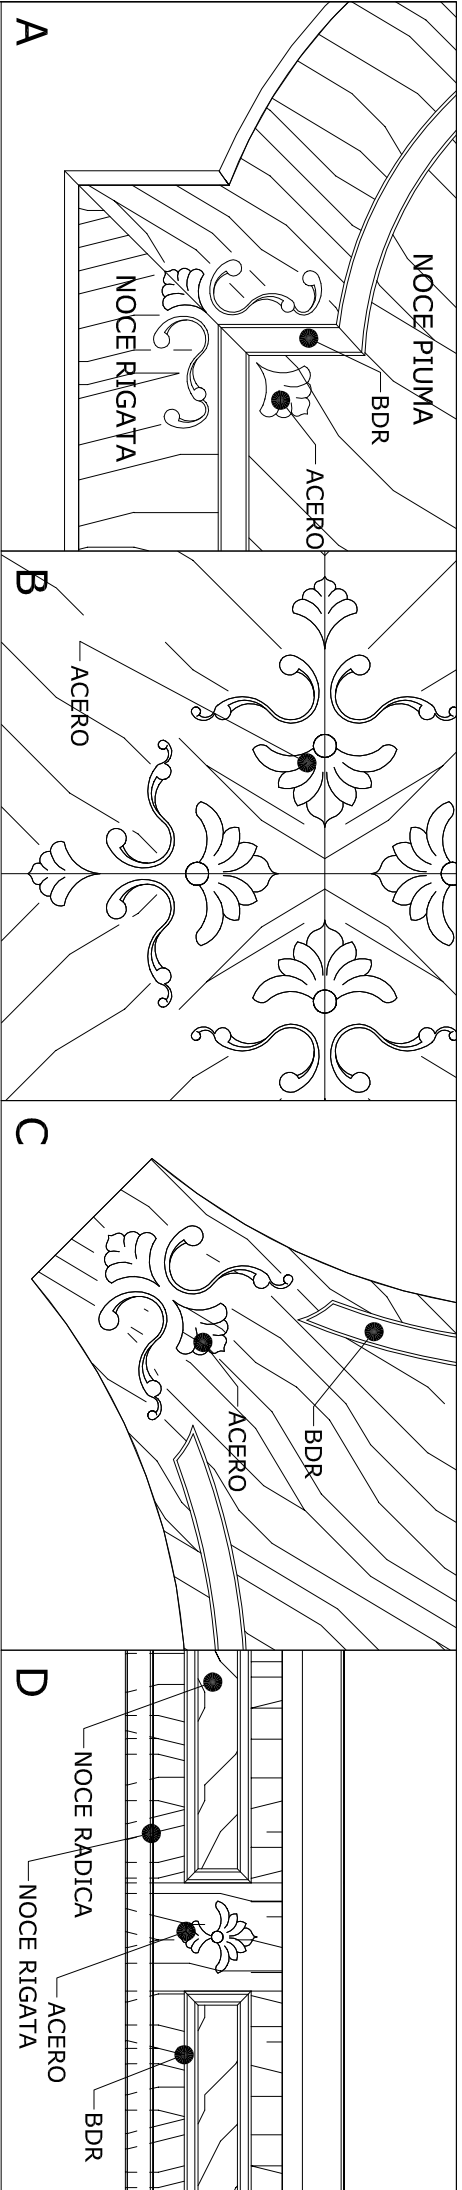 A
NOCE PIUMA
BDR
NOCE RIGATA
ACERO
B
ACERO
C
BDR
ACERO
D
NOCE RADICA
NOCE RIGATA
ACERO
BDR